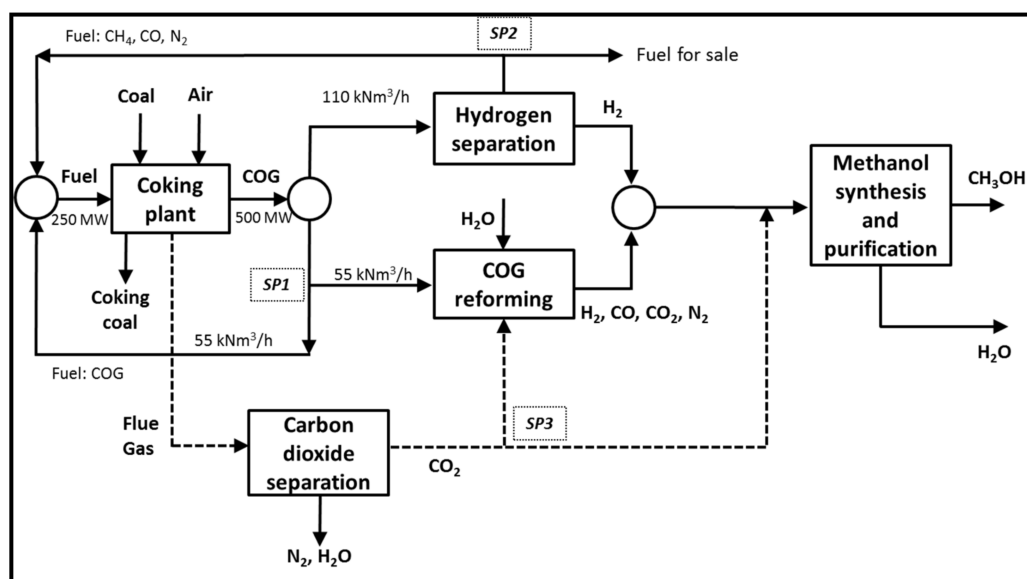 Fuel: CH₄, CO, N₂
SP2
Fuel for sale
Coal
Air
110 kNm³/h
Hydrogen
separation
H₂
Fuel
250 MW
Coking
plant
COG
500 MW
Methanol
synthesis
and
purification
CH₃OH
H₂O
SP1
55 kNm³/h
COG
reforming
H₂, CO, CO₂, N₂
Coking
coal
55 kNm³/h
Fuel: COG
H₂O
Flue
Gas
Carbon
dioxide
separation
CO₂
SP3
N₂, H₂O